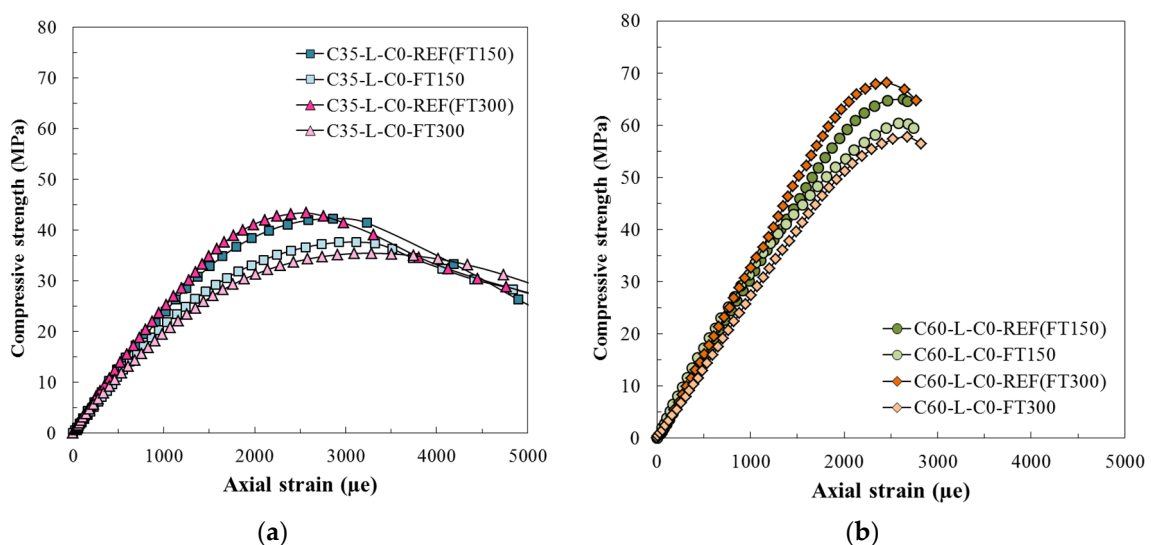 80
70
60
50
40
30
20
10
0
Compressive strength (MPa)
C35-L-C0-REF(FT150)
C35-L-C0-FT150
C35-L-C0-REF(FT300)
C35-L-C0-FT300
0 1000 2000 3000 4000 5000
Axial strain (µe)
(a)
80
70
60
50
40
30
20
10
0
Compressive strength (MPa)
C60-L-C0-REF(FT150)
C60-L-C0-FT150
C60-L-C0-REF(FT300)
C60-L-C0-FT300
0 1000 2000 3000 4000 5000
Axial strain (µe)
(b)